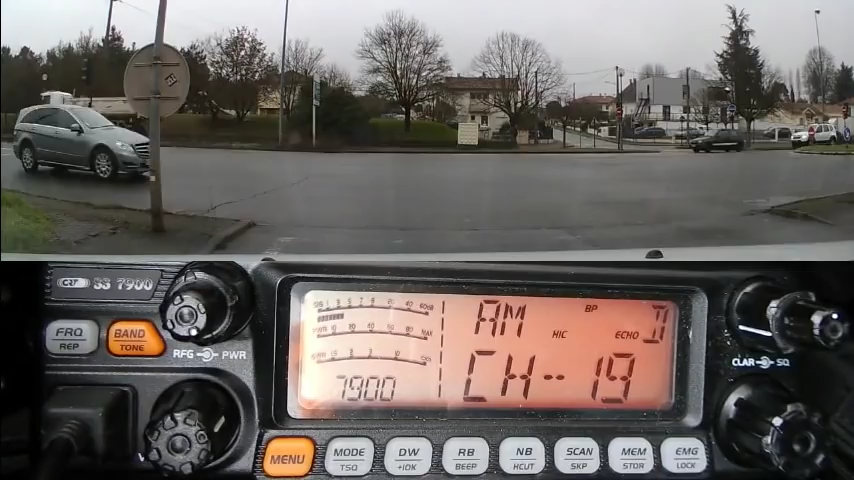 CRT SS 7900
FRQ
REP
BAND
TONE
RFG PWR
AM BP D
HIC ECHO
CH-19
7900
CLAR SQ
MENU
MODE
TSQ
DW
+10K
RB
BEEP
NB
HCUT
SCAN
SKP
MEM
STOR
EMG
LOCK